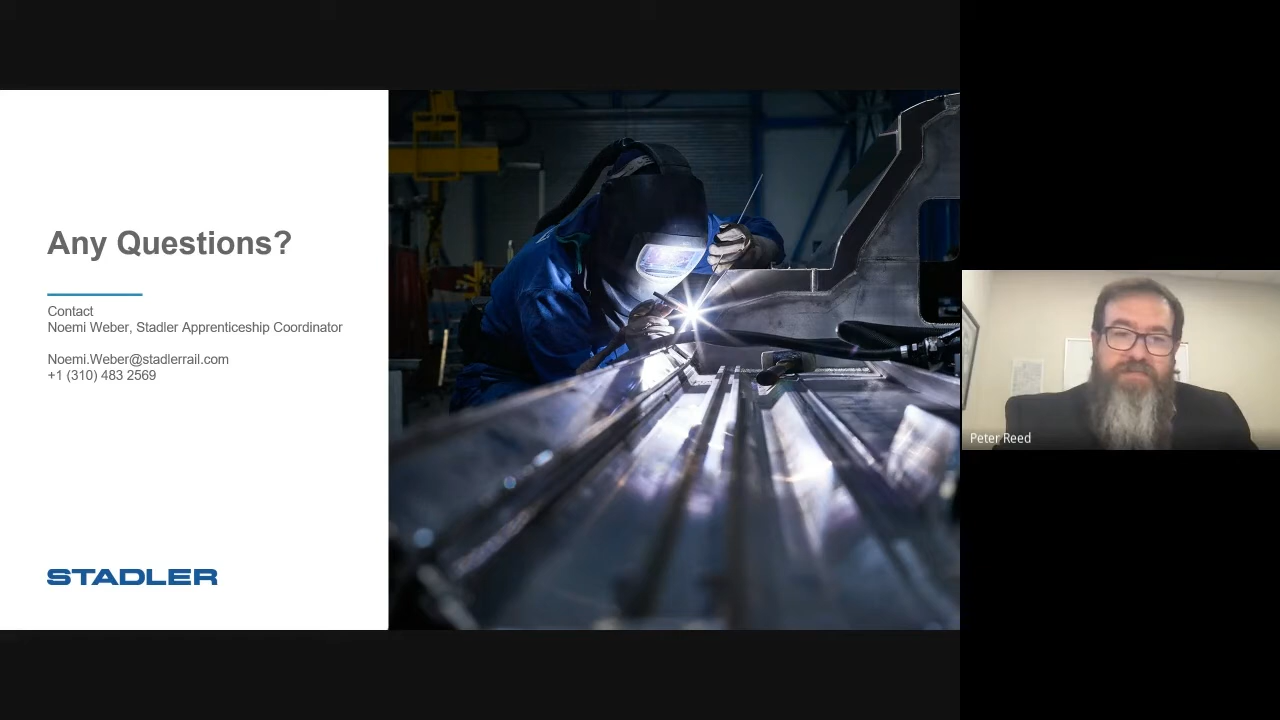 Any Questions?
Contact
Noemi Weber, Stadler Apprenticeship Coordinator
Noemi.Weber@stadlerrail.com
+1 (310) 483 2569
STADLER
Peter Reed